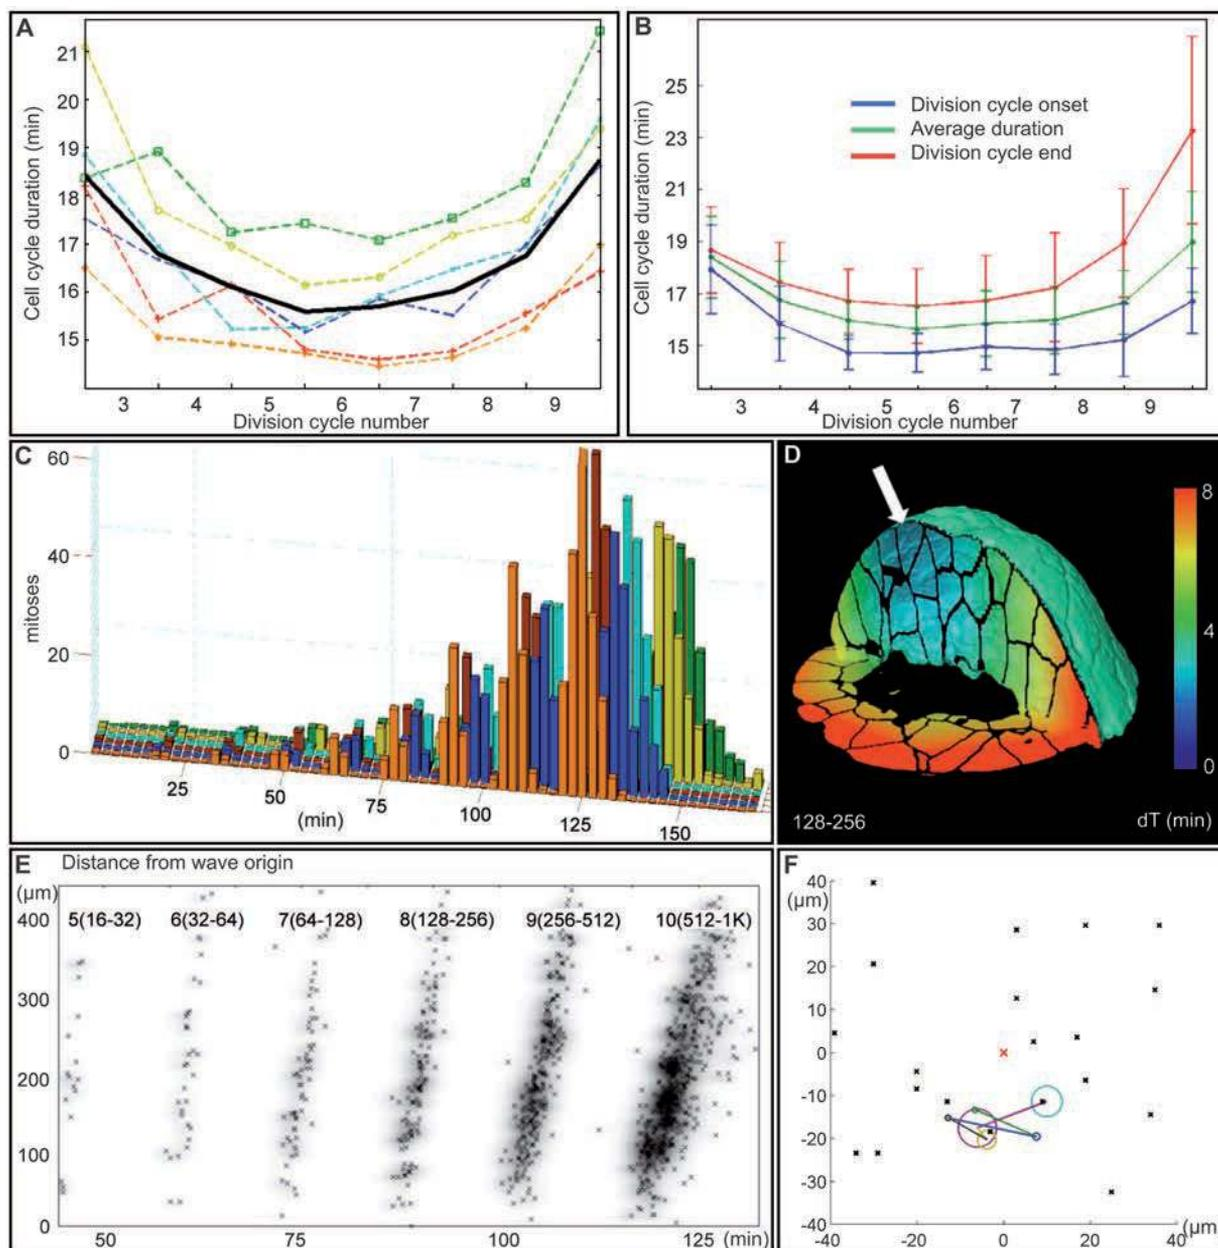 A
21
20
19
18
17
16
15
Cell cycle duration (min)
3 4 5 6 7 8 9
Division cycle number
B
25
23
21
19
17
15
Cell cycle duration (min)
Division cycle onset
Average duration
Division cycle end
3 4 5 6 7 8 9
Division cycle number
C
60
40
20
0
mitoses
25 50 75 100 125 150
(min)
D
8
4
0
128-256
dT (min)
E
Distance from wave origin
(µm)
400
300
200
100
0
5(16-32) 6(32-64) 7(64-128) 8(128-256) 9(256-512) 10(512-1K)
50 75 100 125 (min)
F
(µm)
40
30
20
10
0
-10
-20
-30
-40
-40 -20 0 20 40
(µm)